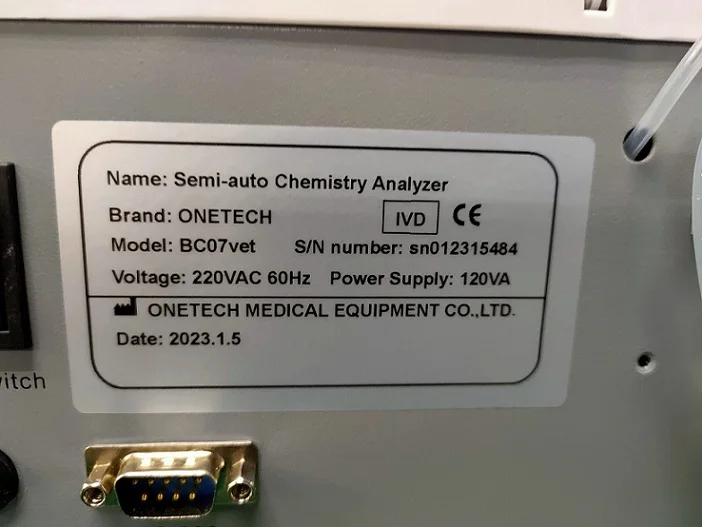 Name: Semi-auto Chemistry Analyzer
Brand: ONETECH IVD CE
Model: BC07vet S/N number: sn012315484
Voltage: 220VAC 60Hz Power Supply: 120VA
ONETECH MEDICAL EQUIPMENT CO.,LTD.
Date: 2023.1.5
witch